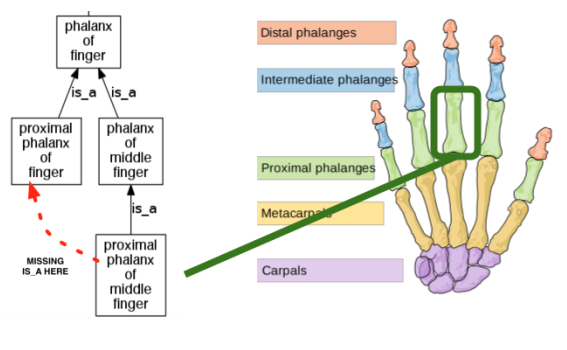 phalanx
of
finger
is_a
is_a
proximal
phalanx
of
finger
phalanx
of
middle
finger
is_a
MISSING
IS_A HERE
proximal
phalanx
of
middle
finger
Distal phalanges
Intermediate phalanges
Proximal phalanges
Metacarpals
Carpals